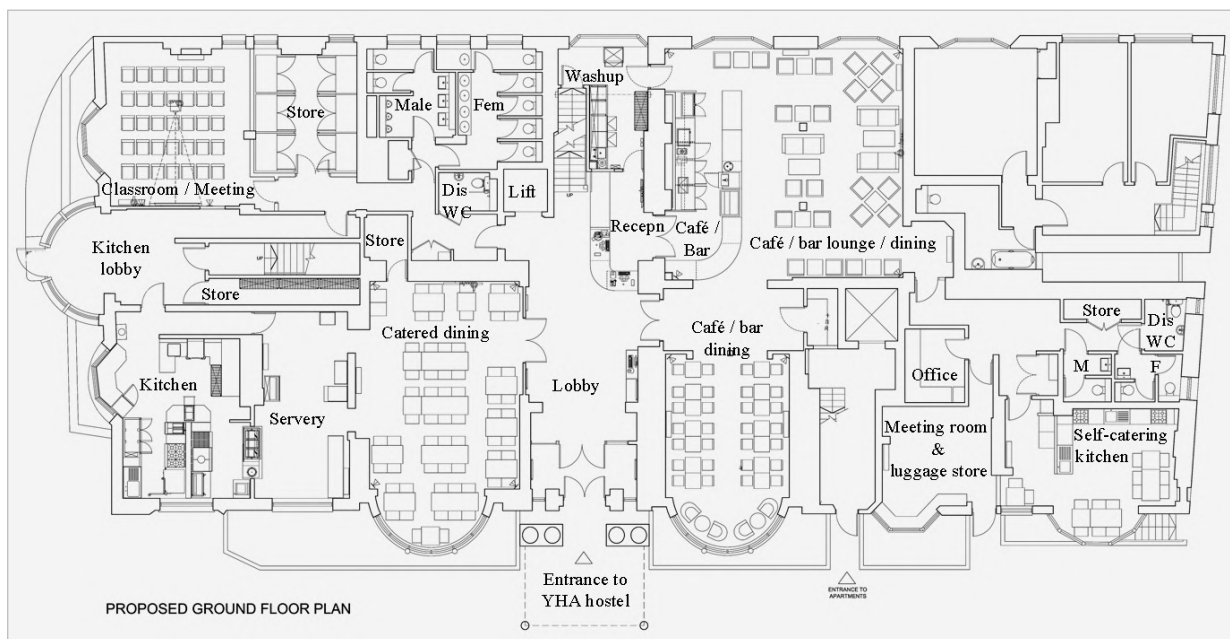 Washup
Male
Fem
Store
Classroom / Meeting
Dis
WC
Lift
Recepn
Café /
Bar
Café / bar lounge / dining
Kitchen
lobby
Store
Store
UP
UP
Catered dining
Café / bar
dining
Store
Dis
WC
M
F
Office
Kitchen
Servery
Lobby
Meeting room
&
luggage store
Self-catering
kitchen
Entrance to
YHA hostel
ENTRANCE TO
APARTMENTS
PROPOSED GROUND FLOOR PLAN